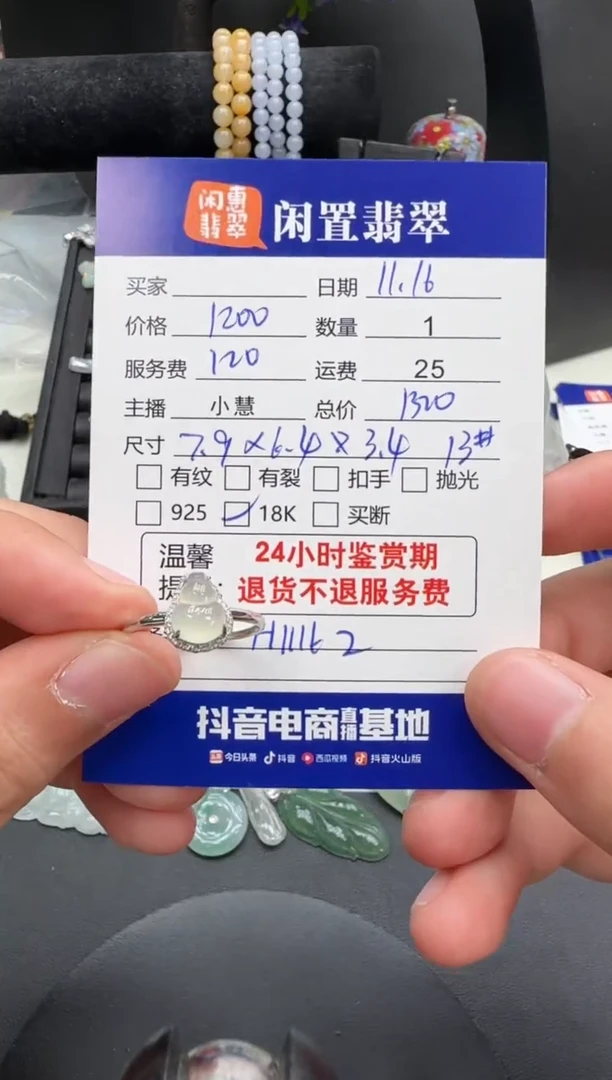 闲惠
翡翠
闲置翡翠
买家 日期 11.16
价格 1200 数量 1
服务费 120 运费 25
主播 小慧 总价 1320
尺寸 7.9×6.4×3.4 13#
有纹 有裂 扣手 抛光
925 18K 买断
温馨 24小时鉴赏期
提 : 退货不退服务费
H11162
抖音电商直播基地
今日头条 抖音 西瓜视频 抖音火山版